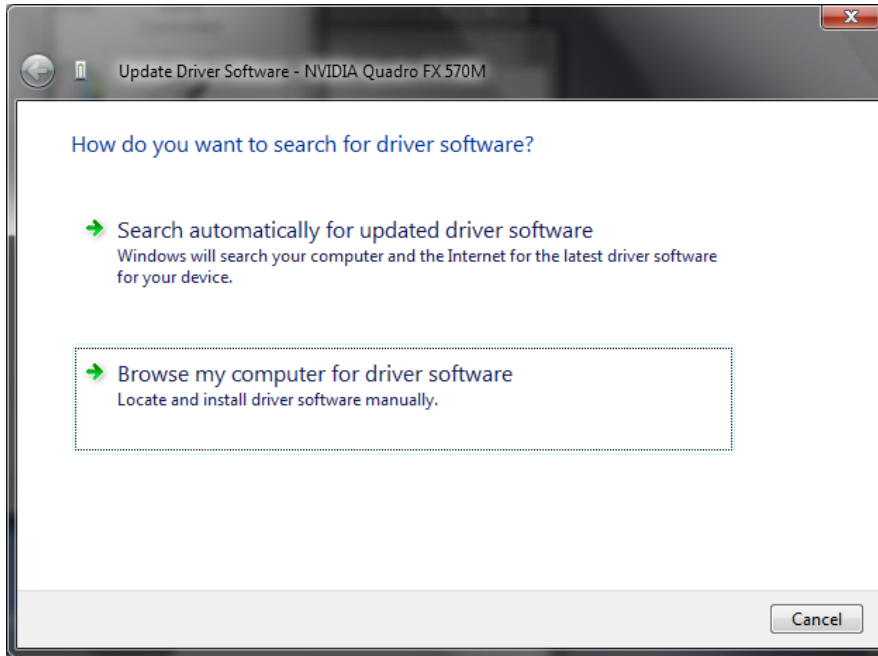 Update Driver Software - NVIDIA Quadro FX 570M
How do you want to search for driver software?
Search automatically for updated driver software
Windows will search your computer and the Internet for the latest driver software
for your device.
Browse my computer for driver software
Locate and install driver software manually.
Cancel